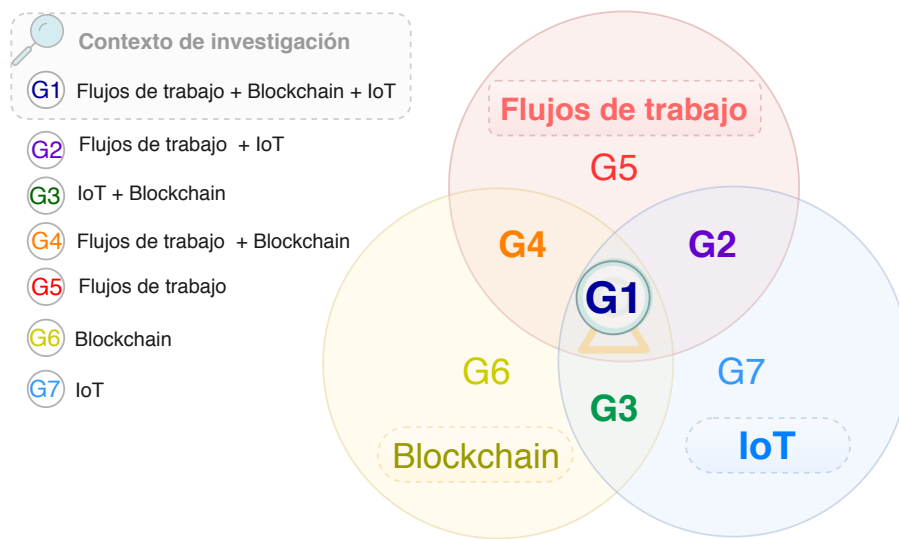 Contexto de investigación
G1 Flujos de trabajo + Blockchain + IoT
G2 Flujos de trabajo + IoT
G3 IoT + Blockchain
G4 Flujos de trabajo + Blockchain
G5 Flujos de trabajo
G6 Blockchain
G7 IoT
Flujos de trabajo
G5
G4
G2
G1
G6
G7
G3
Blockchain
IoT